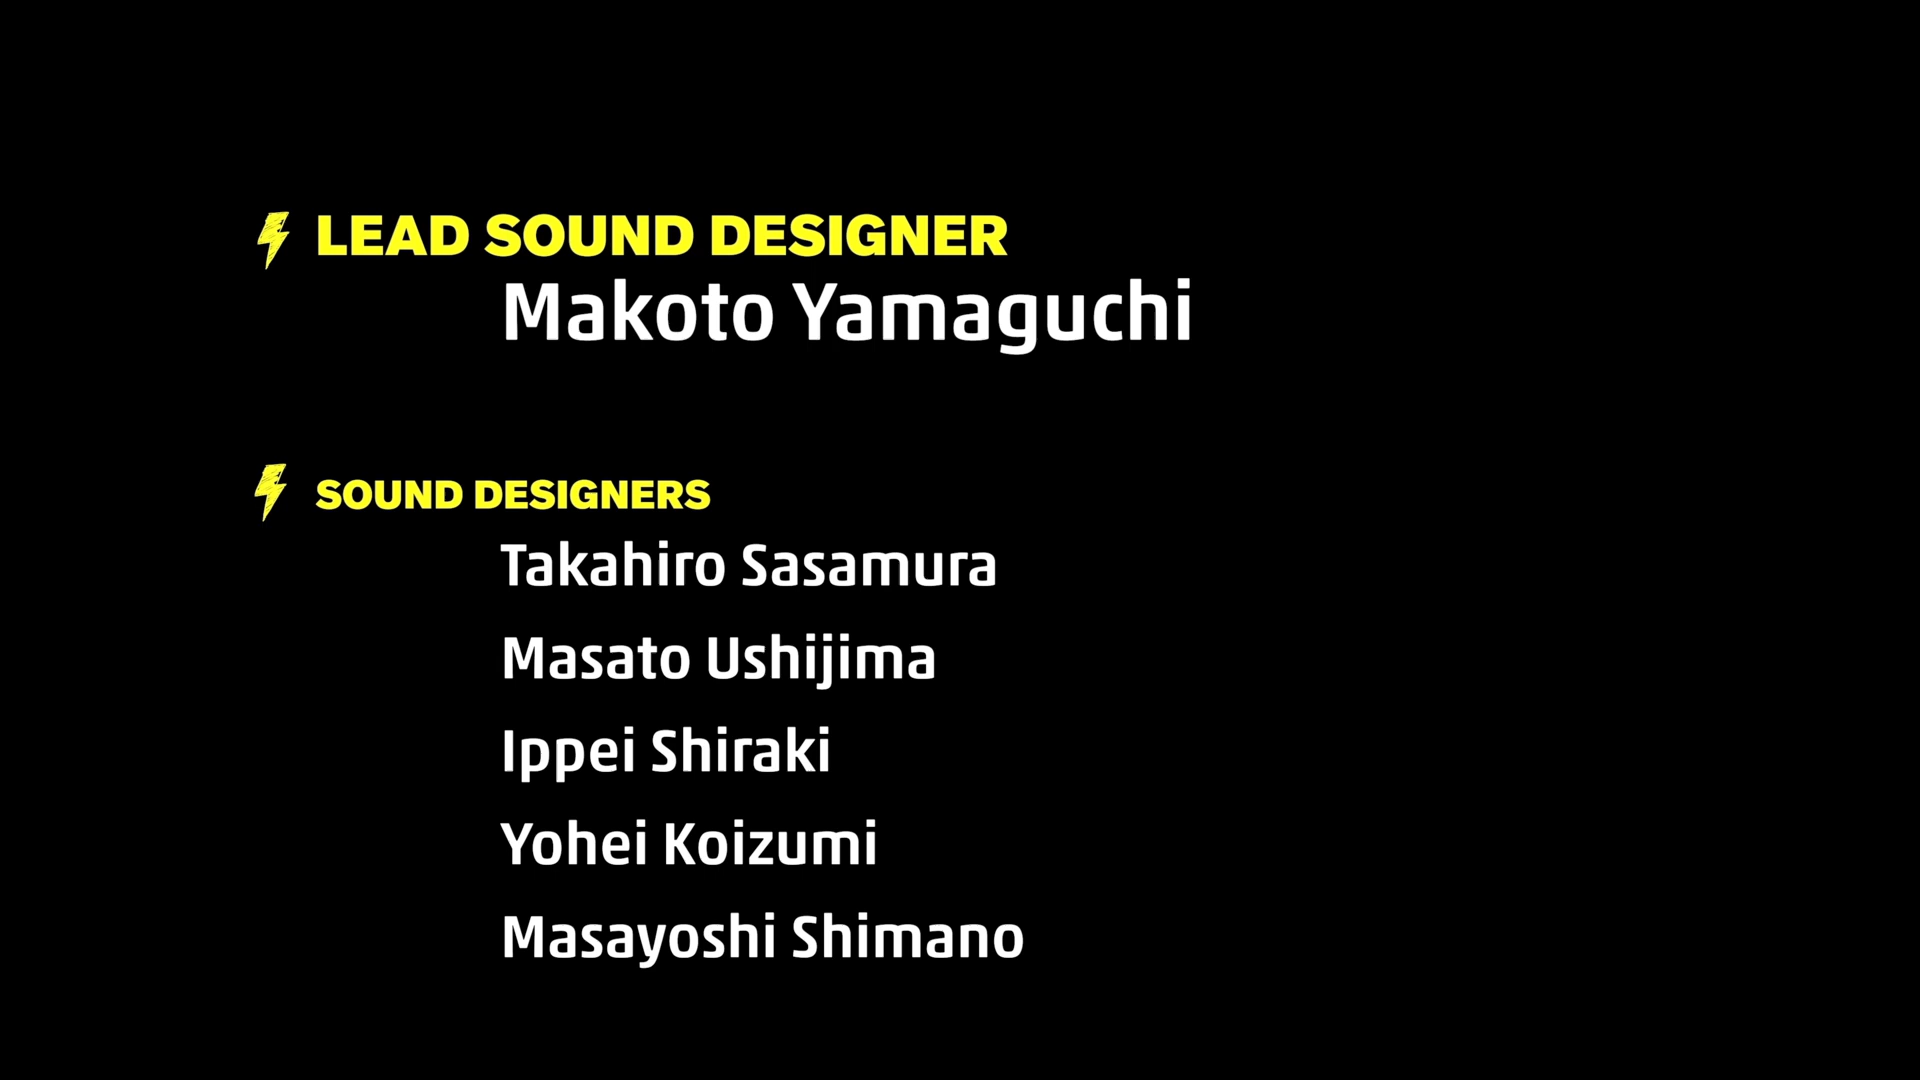 LEAD SOUND DESIGNER
Makoto Yamaguchi
SOUND DESIGNERS
Takahiro Sasamura
Masato Ushijima
Ippei Shiraki
Yohei Koizumi
Masayoshi Shimano